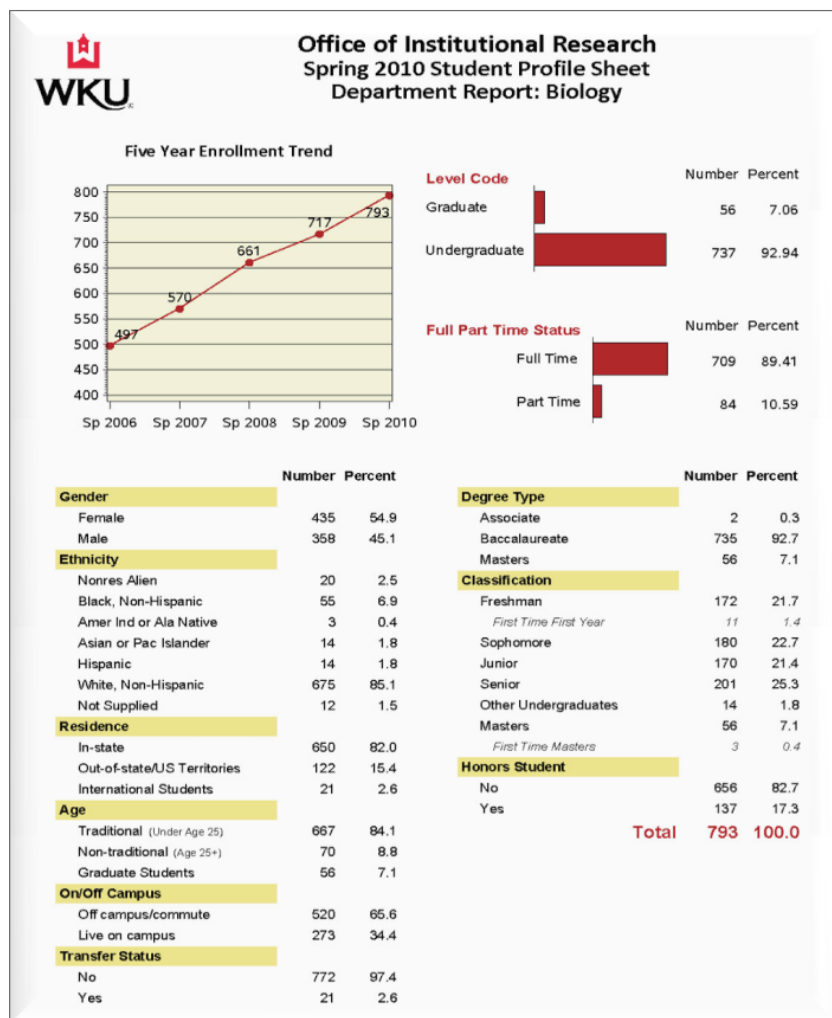 WKU
Office of Institutional Research
Spring 2010 Student Profile Sheet
Department Report: Biology
Five Year Enrollment Trend
800
750
700
650
600
550
500
450
400
497
570
661
717
793
Sp 2006 Sp 2007 Sp 2008 Sp 2009 Sp 2010
Level Code Number Percent
Graduate 56 7.06
Undergraduate 737 92.94
Full Part Time Status Number Percent
Full Time 709 89.41
Part Time 84 10.59
Number Percent
Gender
Female 435 54.9
Male 358 45.1
Ethnicity
Nonres Alien 20 2.5
Black, Non-Hispanic 55 6.9
Amer Ind or Ala Native 3 0.4
Asian or Pac Islander 14 1.8
Hispanic 14 1.8
White, Non-Hispanic 675 85.1
Not Supplied 12 1.5
Residence
In-state 650 82.0
Out-of-state/US Territories 122 15.4
International Students 21 2.6
Age
Traditional (Under Age 25) 667 84.1
Non-traditional (Age 25+) 70 8.8
Graduate Students 56 7.1
On/Off Campus
Off campus/commute 520 65.6
Live on campus 273 34.4
Transfer Status
No 772 97.4
Yes 21 2.6
Number Percent
Degree Type
Associate 2 0.3
Baccalaureate 735 92.7
Masters 56 7.1
Classification
Freshman 172 21.7
First Time First Year 11 1.4
Sophomore 180 22.7
Junior 170 21.4
Senior 201 25.3
Other Undergraduates 14 1.8
Masters 56 7.1
First Time Masters 3 0.4
Honors Student
No 656 82.7
Yes 137 17.3
Total 793 100.0